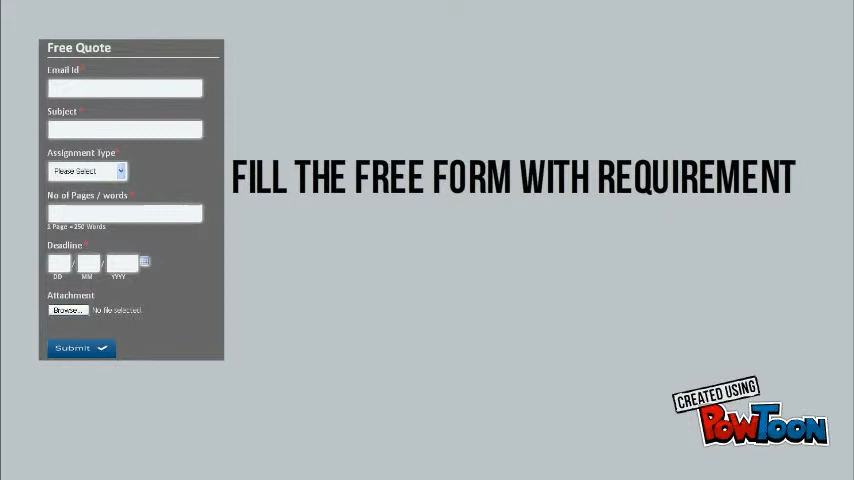 Free Quote
Email Id *
Subject *
Assignment Type*
Please Select
FILL THE FREE FORM WITH REQUIREMENT
No of Pages / words *
1 Page =250 Words
Deadline *
/ /
DD MM YYYY
Attachment
Browse... No file selected.
Submit
CREATED USING
POWTOON